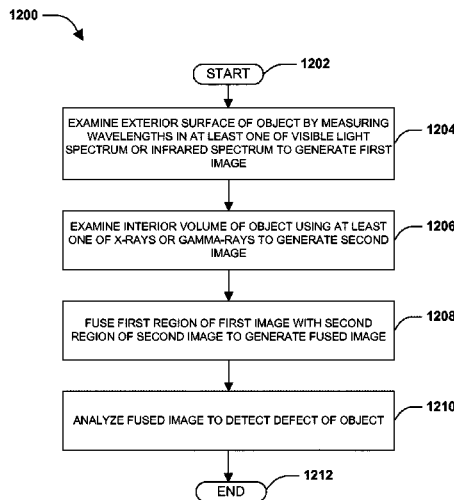 1200
START
1202
EXAMINE EXTERIOR SURFACE OF OBJECT BY MEASURING
WAVELENGTHS IN AT LEAST ONE OF VISIBLE LIGHT
SPECTRUM OR INFRARED SPECTRUM TO GENERATE FIRST
IMAGE
1204
EXAMINE INTERIOR VOLUME OF OBJECT USING AT LEAST
ONE OF X-RAYS OR GAMMA-RAYS TO GENERATE SECOND
IMAGE
1206
FUSE FIRST REGION OF FIRST IMAGE WITH SECOND
REGION OF SECOND IMAGE TO GENERATE FUSED IMAGE
1208
ANALYZE FUSED IMAGE TO DETECT DEFECT OF OBJECT
1210
END
1212